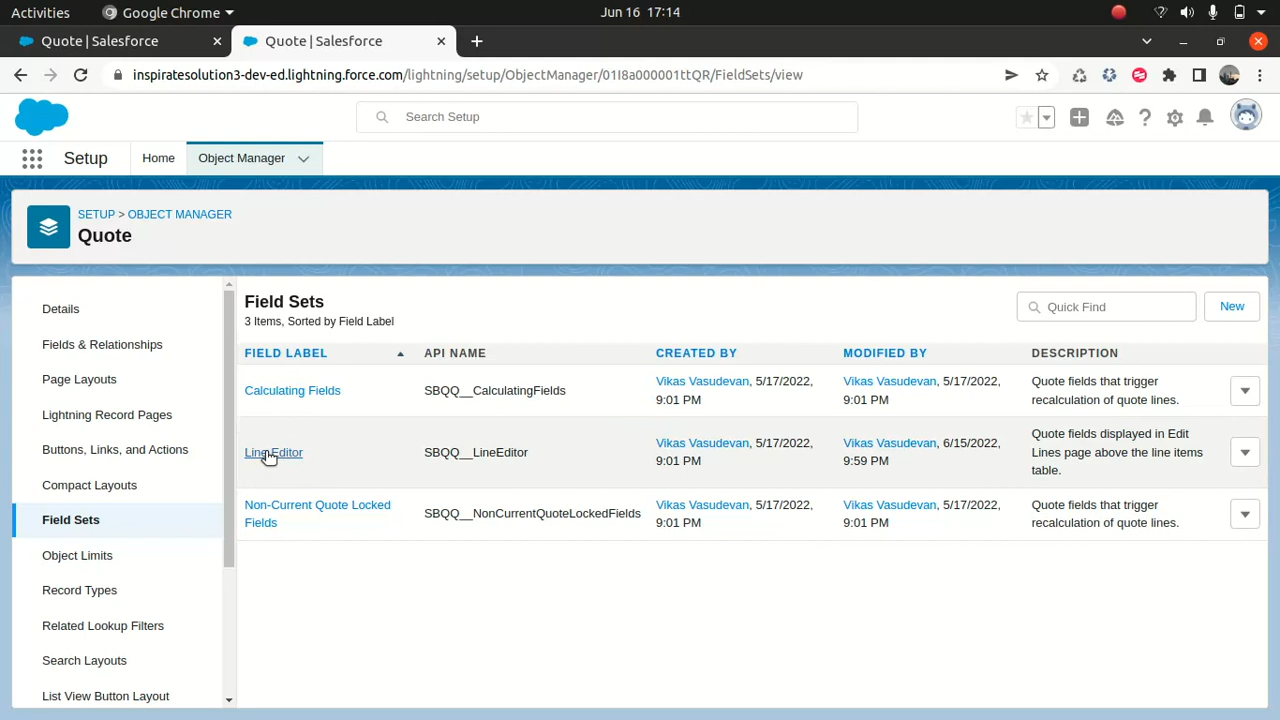 Activities Google Chrome Jun 16 17:14
Quote | Salesforce Quote | Salesforce
inspiratesolution3-dev-ed.lightning.force.com/lightning/setup/ObjectManager/01I8a000001ttQR/FieldSets/view
Search Setup
Setup Home Object Manager
SETUP > OBJECT MANAGER
Quote
Details
Fields & Relationships
Page Layouts
Lightning Record Pages
Buttons, Links, and Actions
Compact Layouts
Field Sets
Object Limits
Record Types
Related Lookup Filters
Search Layouts
List View Button Layout
Field Sets
3 Items, Sorted by Field Label
Quick Find
New
FIELD LABEL API NAME CREATED BY MODIFIED BY DESCRIPTION
Calculating Fields SBQQ__CalculatingFields Vikas Vasudevan, 5/17/2022, Vikas Vasudevan, 5/17/2022, Quote fields that trigger
9:01 PM 9:01 PM recalculation of quote lines.
Line Editor SBQQ__LineEditor Vikas Vasudevan, 5/17/2022, Vikas Vasudevan, 6/15/2022, Quote fields displayed in Edit
9:01 PM 9:59 PM Lines page above the line items
table.
Non-Current Quote Locked SBQQ__NonCurrentQuoteLockedFields Vikas Vasudevan, 5/17/2022, Vikas Vasudevan, 5/17/2022, Quote fields that trigger
Fields 9:01 PM 9:01 PM recalculation of quote lines.